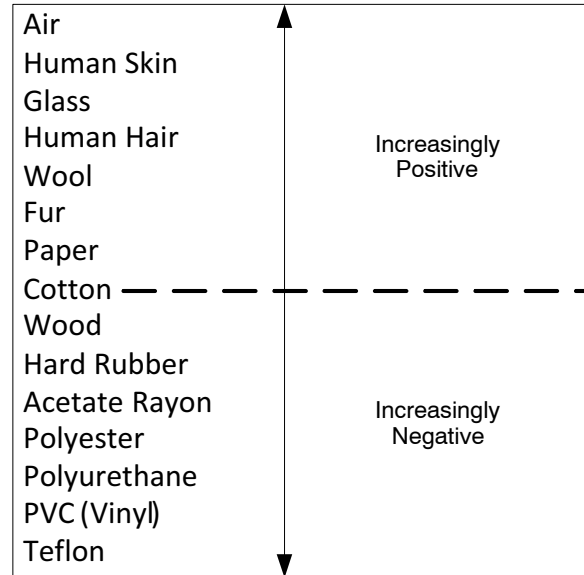 Air
Human Skin
Glass
Human Hair
Wool
Fur
Paper
Cotton
Wood
Hard Rubber
Acetate Rayon
Polyester
Polyurethane
PVC (Vinyl)
Teflon
Increasingly
Positive
Increasingly
Negative